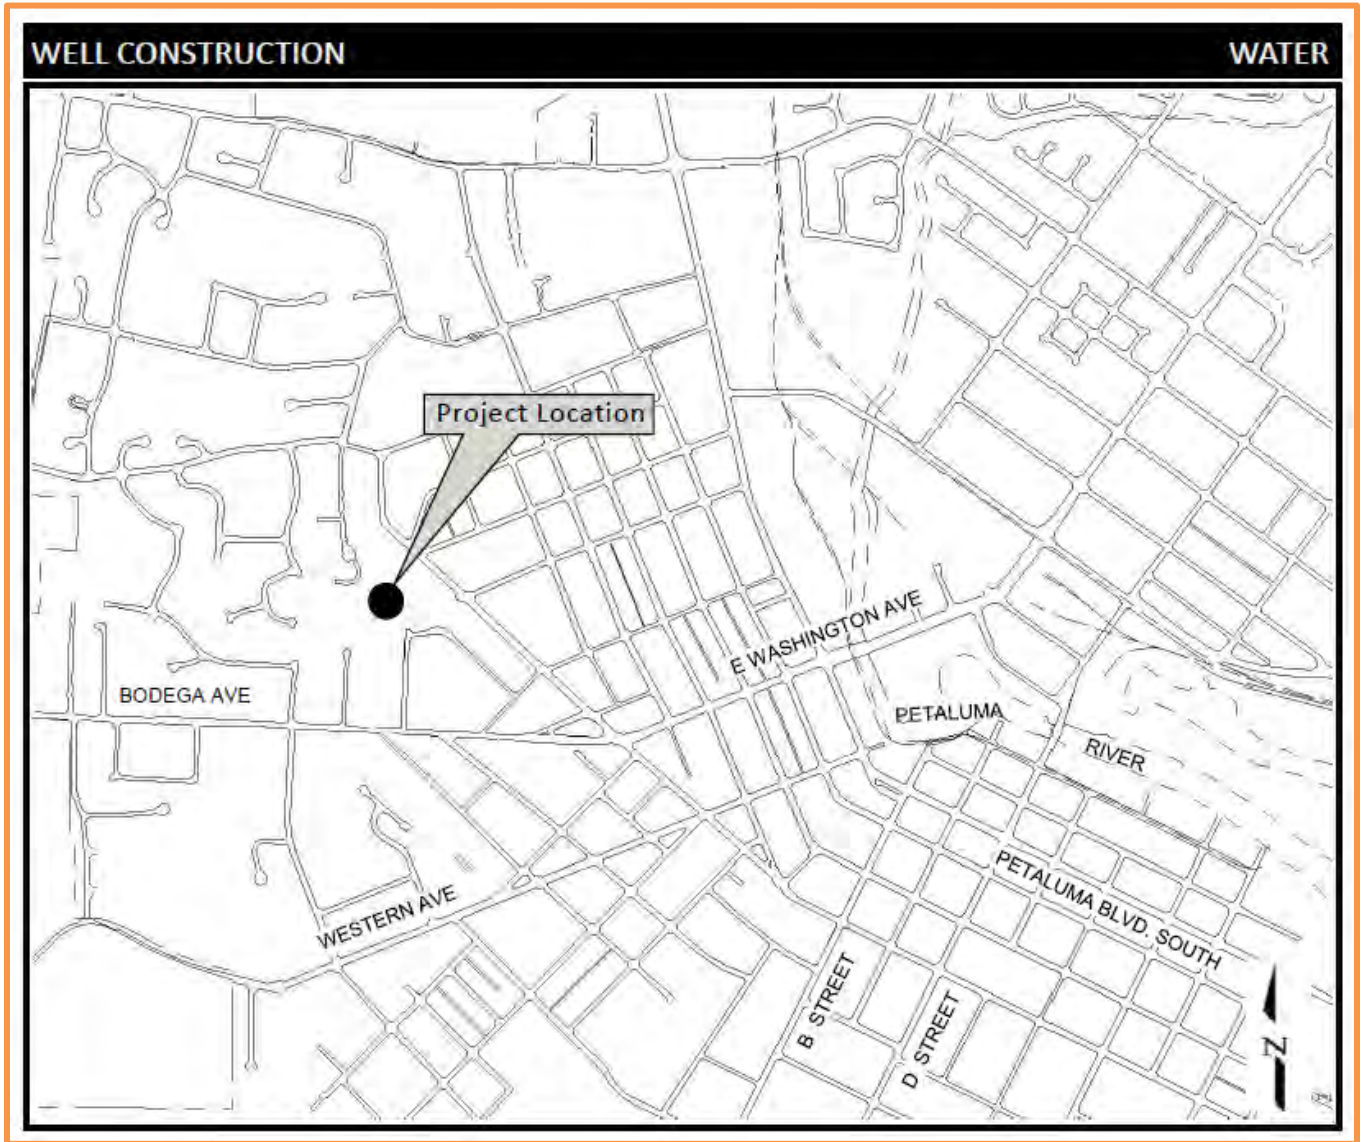 WELL CONSTRUCTION
WATER
Project Location
E WASHINGTON AVE
BODEGA AVE
PETALUMA
RIVER
PETALUMA BLVD. SOUTH
WESTERN AVE
B STREET
D STREET
N